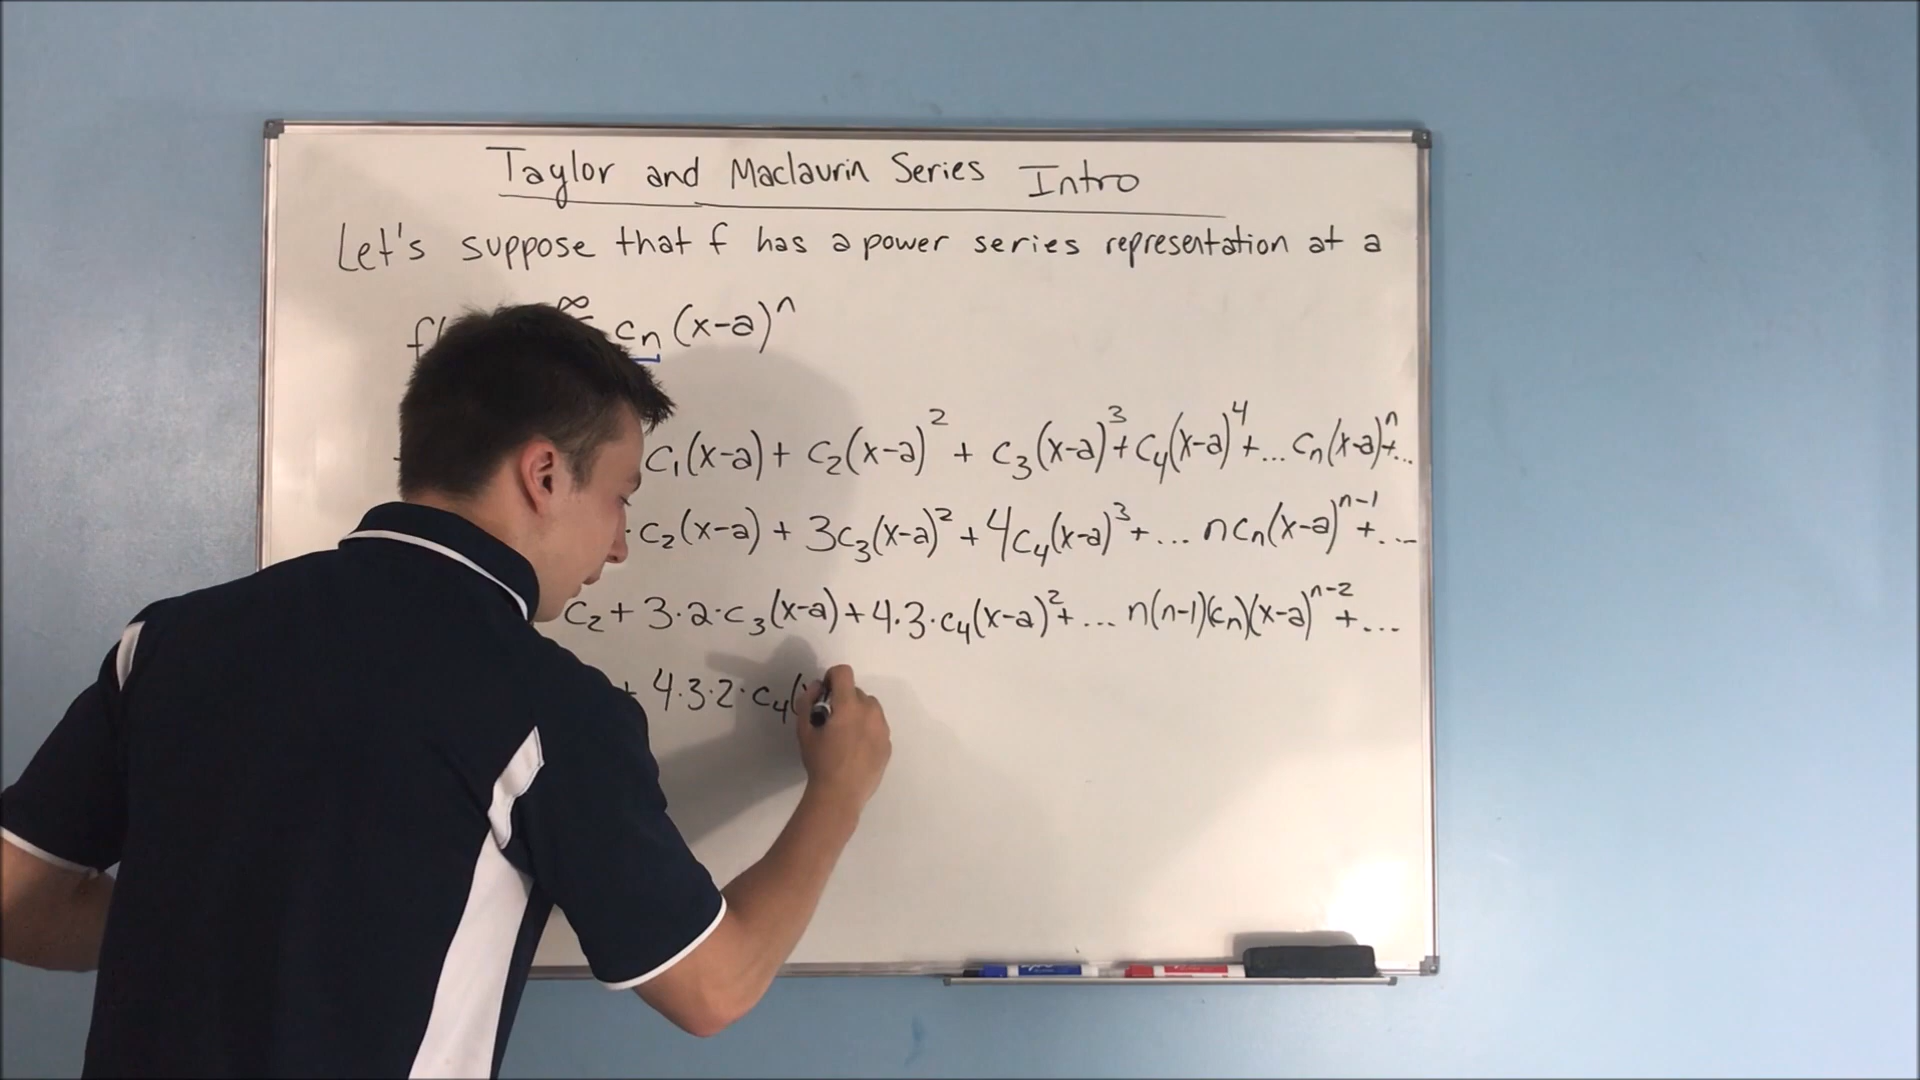 Taylor and Maclaurin Series Intro
Let's suppose that f has a power series representation at a
f ∞ cₙ (x-a)ⁿ
c₁(x-a) + c₂(x-a)² + c₃(x-a)³ + c₄(x-a)⁴ + ... cₙ(x-a)ⁿ + ...
· c₂(x-a) + 3c₃(x-a)² + 4c₄(x-a)³ + ... ncₙ(x-a)ⁿ⁻¹ + ...
c₂ + 3·2·c₃(x-a) + 4·3·c₄(x-a)² + ... n(n-1)(cₙ)(x-a)ⁿ⁻² + ...
+ 4·3·2·c₄(